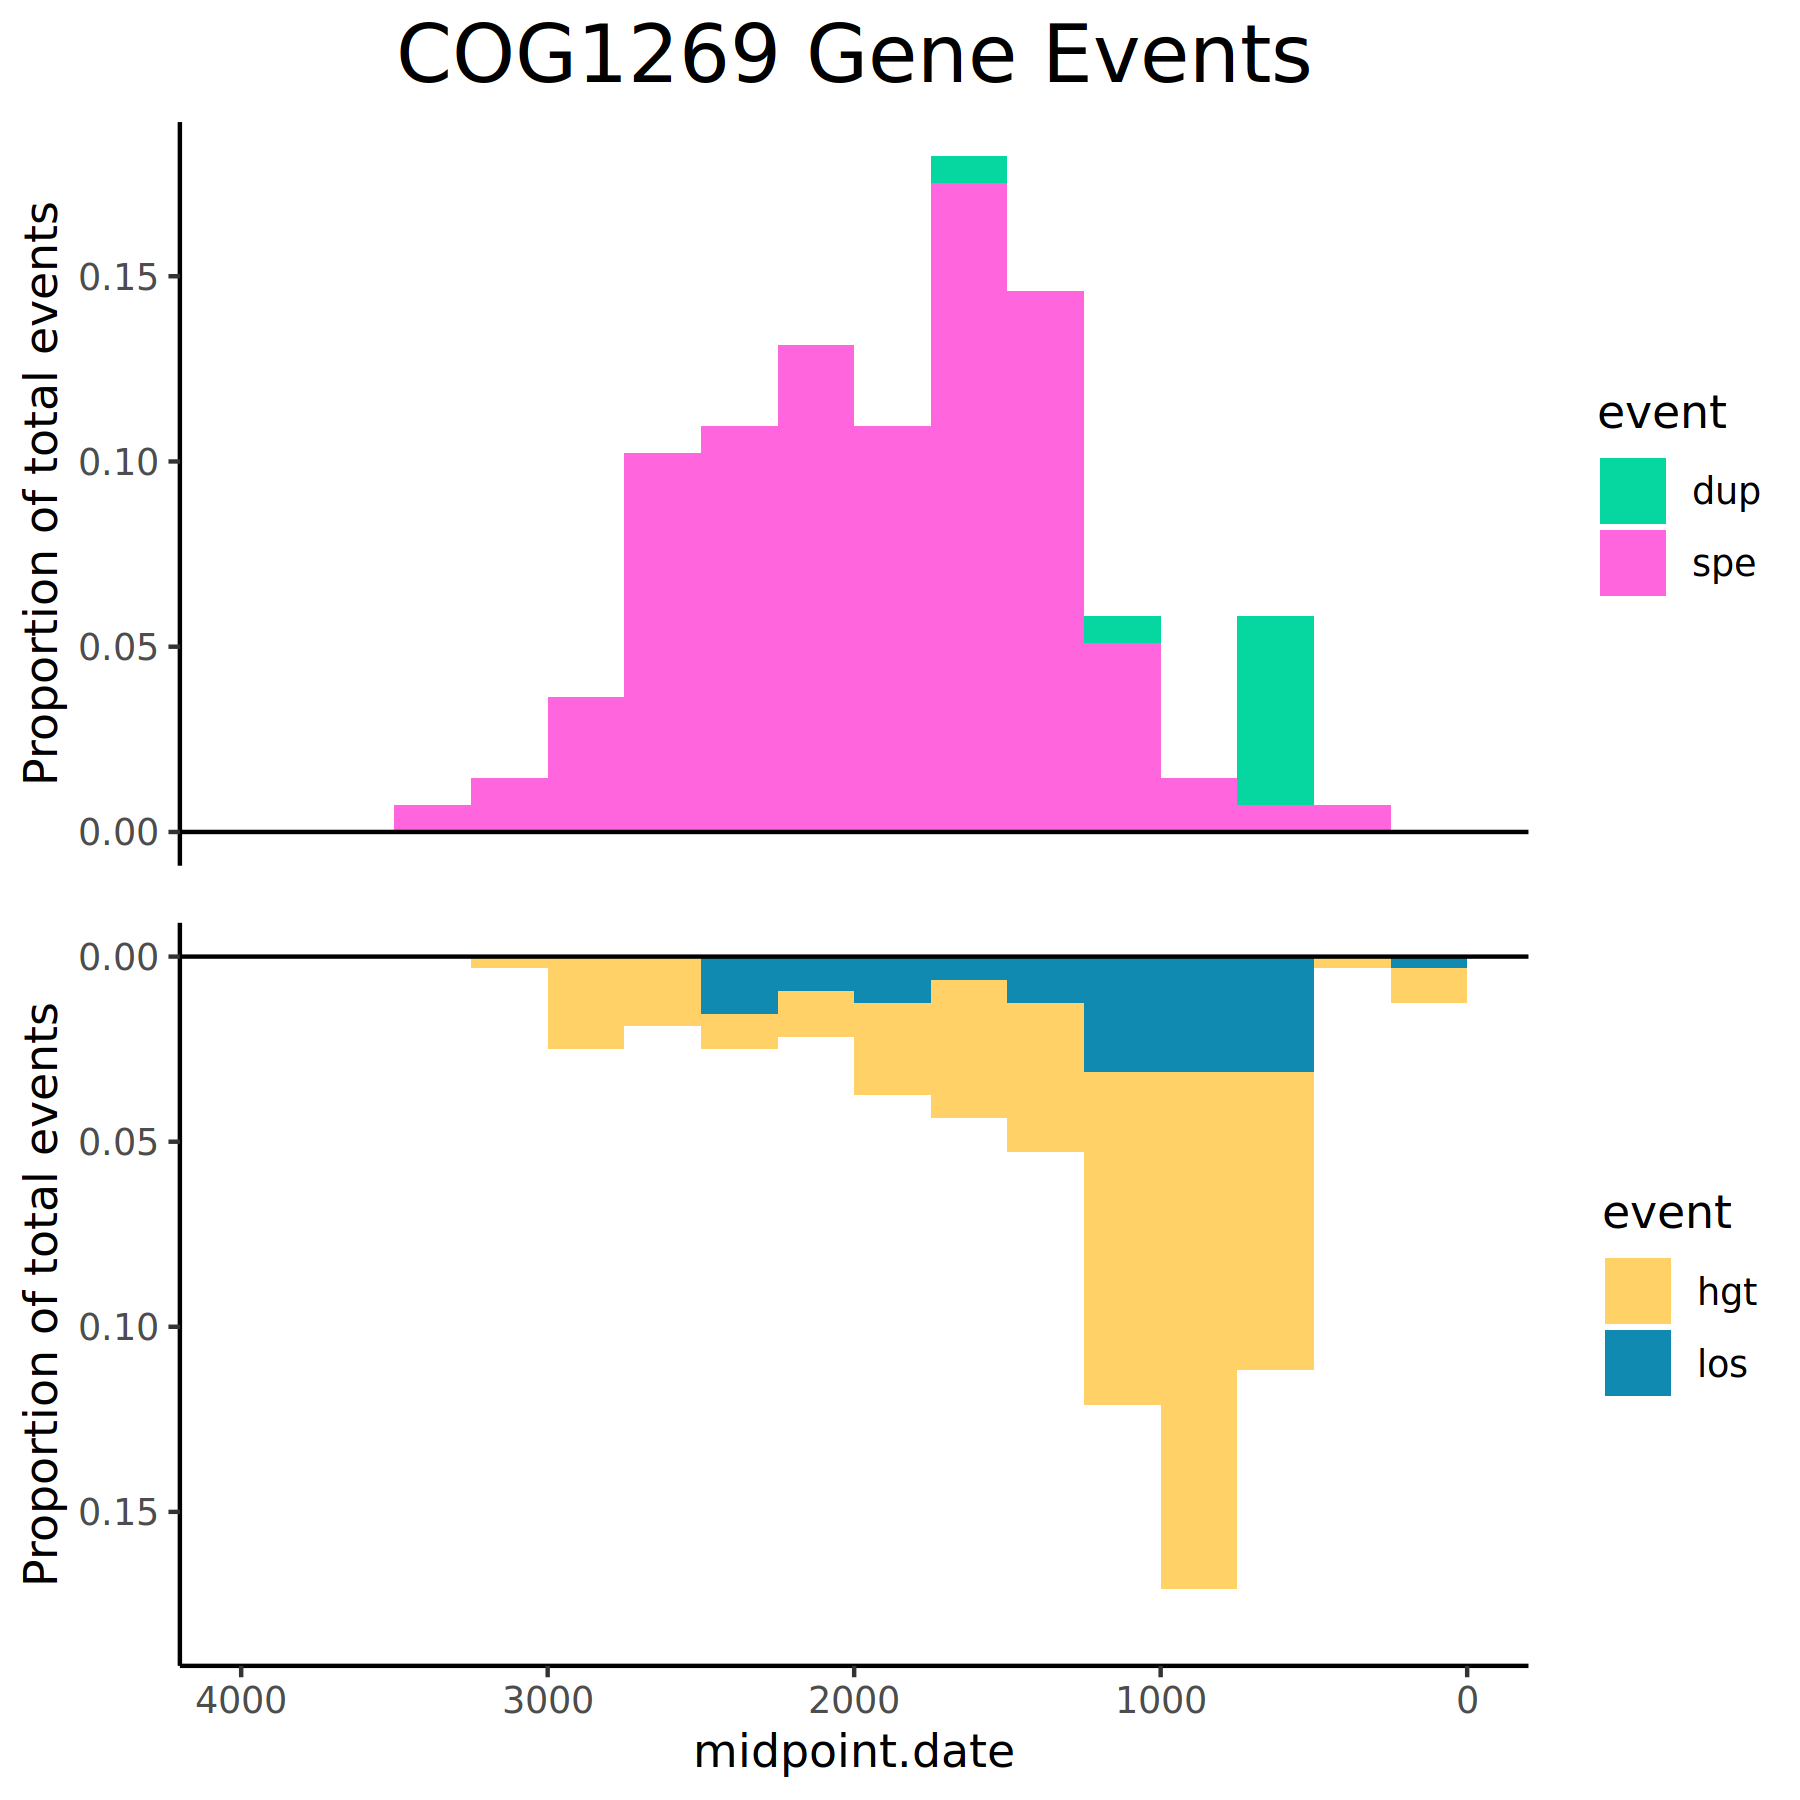 COG1269 Gene Events
Proportion of total events
0.15
0.10
0.05
0.00
event
dup
spe
Proportion of total events
0.00
0.05
0.10
0.15
event
hgt
los
4000 3000 2000 1000 0
midpoint.date